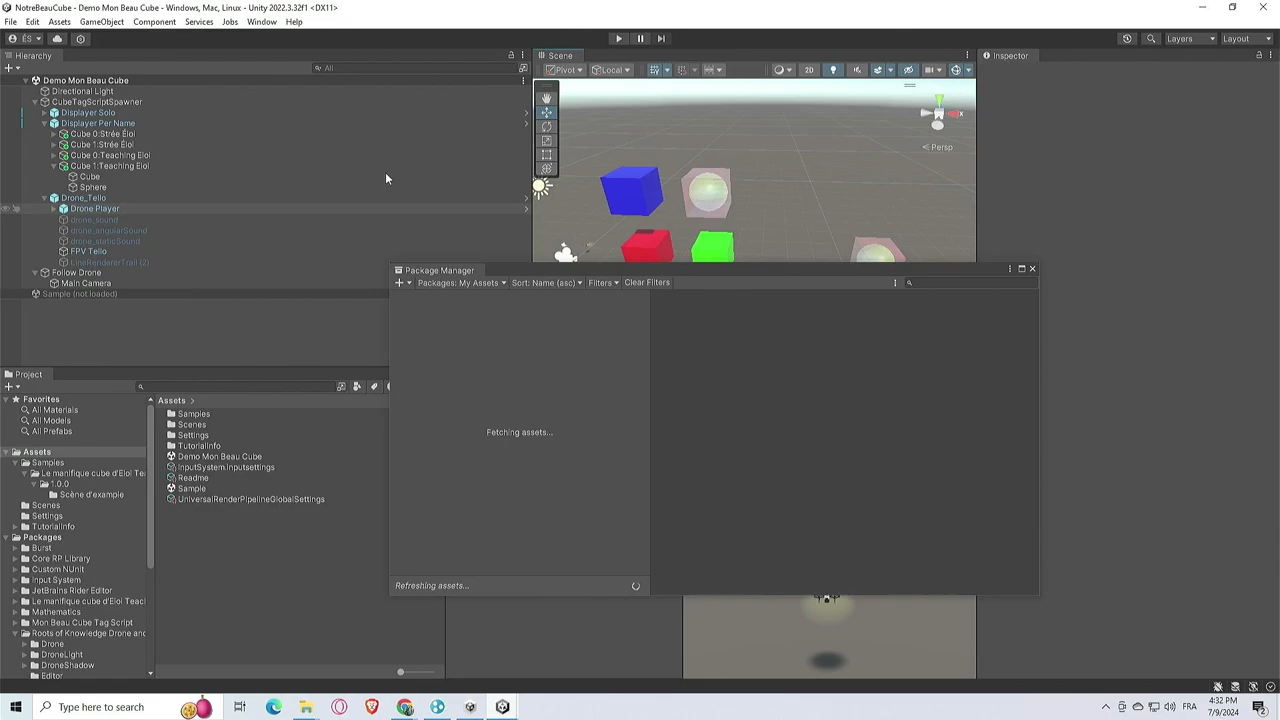 NotreBeauCube - Demo Mon Beau Cube - Windows, Mac, Linux - Unity 2022.3.32f1 <DX11>
File Edit Assets GameObject Component Services Jobs Window Help
ÉS
Layers Layout
Hierarchy Scene Inspector
All
Pivot Local 2D
Demo Mon Beau Cube
Directional Light
CubeTagScriptSpawner
Displayer Solo
Displayer Per Name
Cube 0:Strée Éloi
Cube 1:Strée Éloi
Cube 0:Teaching Eloi
Cube 1:Teaching Eloi
Cube
Sphere
Drone_Tello
Drone Player
drone_sound
drone_angularSound
drone_staticSound
FPV Tello
LineRendererTrail (2)
Follow Drone
Main Camera
Sample (not loaded)
x
Persp
Package Manager
Packages: My Assets Sort: Name (asc) Filters Clear Filters
Fetching assets...
Refreshing assets...
Project
Favorites
All Materials
All Models
All Prefabs
Assets
Samples
Le manifique cube d'Eloi Tea
1.0.0
Scène d'example
Scenes
Settings
TutorialInfo
Packages
Burst
Core RP Library
Custom NUnit
Input System
JetBrains Rider Editor
Le manifique cube d'Eloi Teach
Mathematics
Mon Beau Cube Tag Script
Roots of Knowledge Drone and
Drone
DroneLight
DroneShadow
Editor
Assets
Samples
Scenes
Settings
TutorialInfo
Demo Mon Beau Cube
InputSystem.inputsettings
Readme
Sample
UniversalRenderPipelineGlobalSettings
Type here to search
FRA
4:32 PM
7/9/2024
2